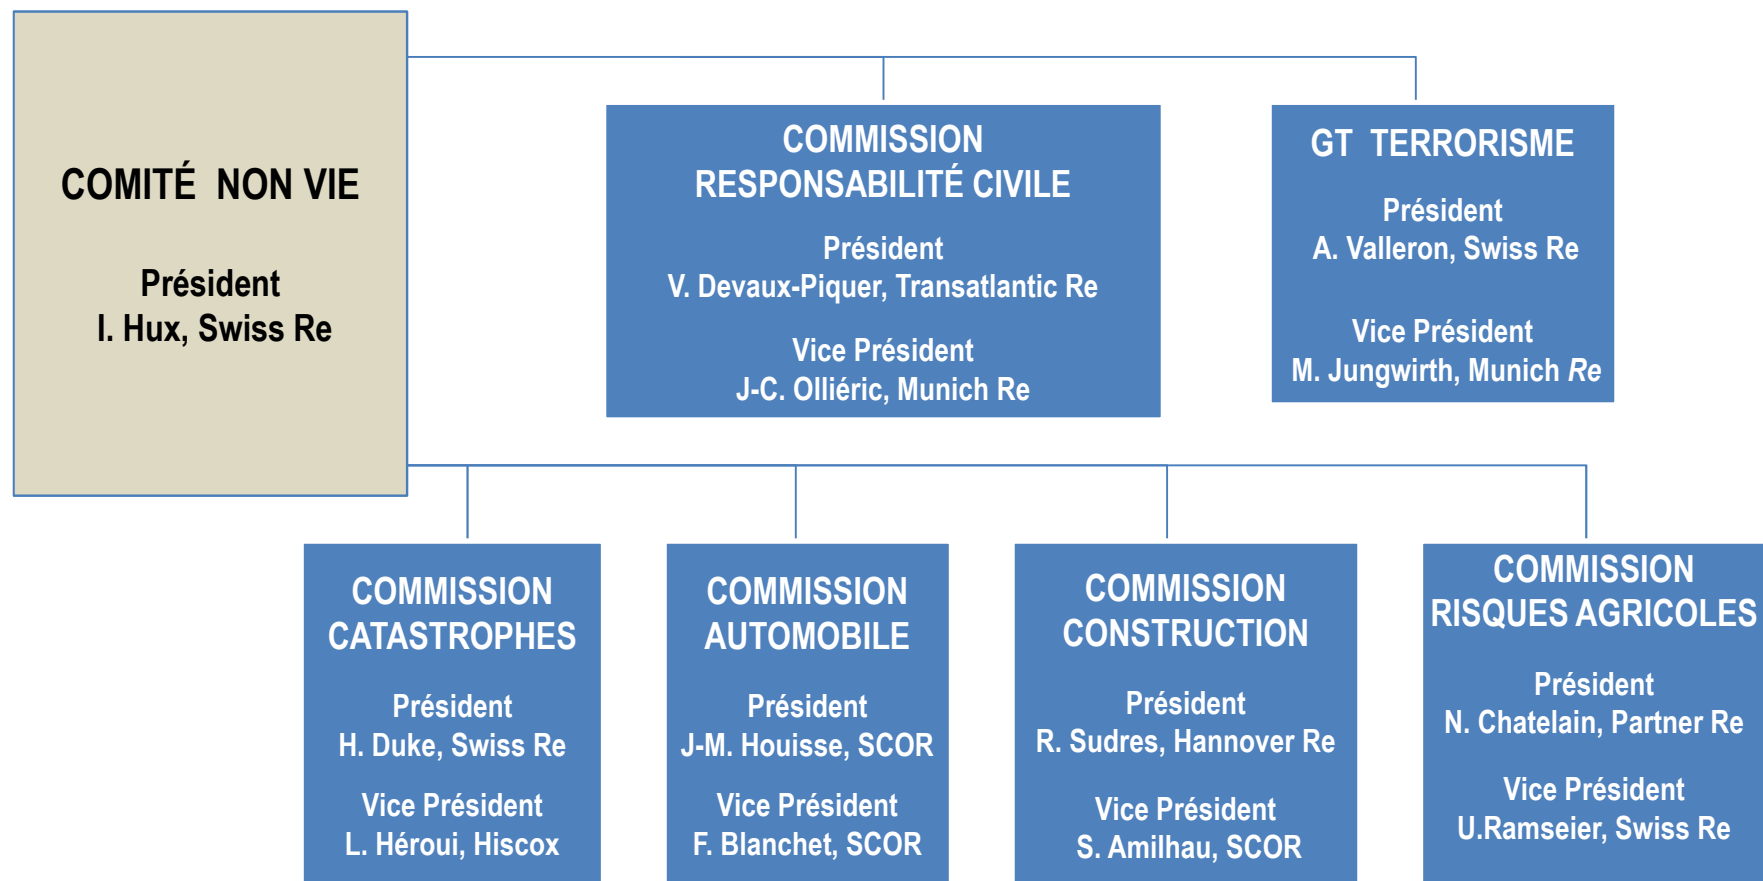 COMITÉ NON VIE
Président
I. Hux, Swiss Re
COMMISSION
RESPONSABILITÉ CIVILE
Président
V. Devaux-Piquer, Transatlantic Re
Vice Président
J-C. Olliéric, Munich Re
GT TERRORISME
Président
A. Valleron, Swiss Re
Vice Président
M. Jungwirth, Munich Re
COMMISSION
CATASTROPHES
Président
H. Duke, Swiss Re
Vice Président
L. Héroui, Hiscox
COMMISSION
AUTOMOBILE
Président
J-M. Houisse, SCOR
Vice Président
F. Blanchet, SCOR
COMMISSION
CONSTRUCTION
Président
R. Sudres, Hannover Re
Vice Président
S. Amilhau, SCOR
COMMISSION
RISQUES AGRICOLES
Président
N. Chatelain, Partner Re
Vice Président
U.Ramseier, Swiss Re